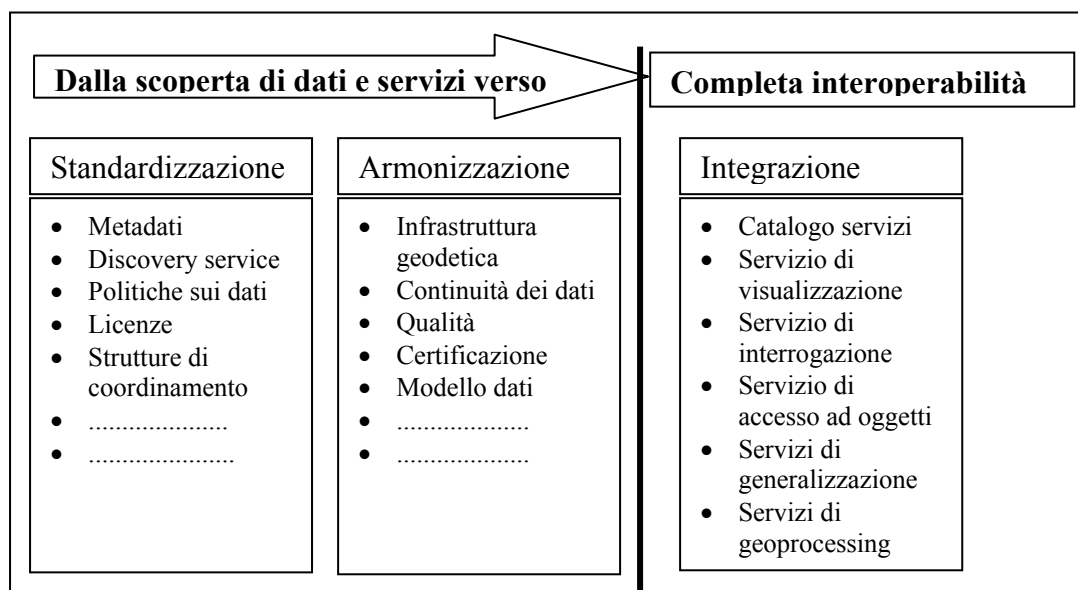 Dalla scoperta di dati e servizi verso
Completa interoperabilità
Standardizzazione
• Metadati
• Discovery service
• Politiche sui dati
• Licenze
• Strutture di
coordinamento
• .....................
• ......................
Armonizzazione
• Infrastruttura
geodetica
• Continuità dei dati
• Qualità
• Certificazione
• Modello dati
• ....................
• ....................
Integrazione
• Catalogo servizi
• Servizio di
visualizzazione
• Servizio di
interrogazione
• Servizio di
accesso ad oggetti
• Servizi di
generalizzazione
• Servizi di
geoprocessing